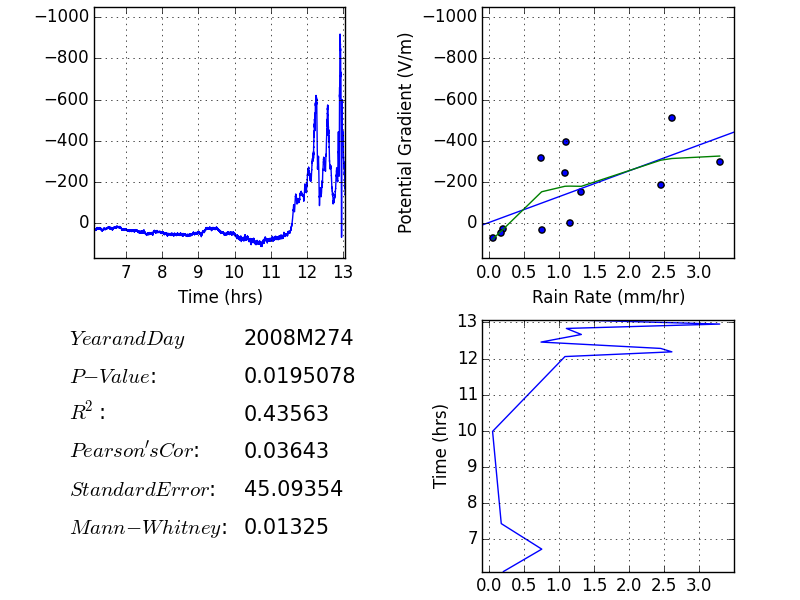 −1000
−800
−600
−400
−200
0
7 8 9 10 11 12 13
Time (hrs)
Potential Gradient (V/m)
−1000
−800
−600
−400
−200
0
0.0 0.5 1.0 1.5 2.0 2.5 3.0
Rain Rate (mm/hr)
YearandDay 2008M274
P−Value: 0.0195078
R²: 0.43563
Pearson'sCor: 0.03643
StandardError: 45.09354
Mann−Whitney: 0.01325
Time (hrs)
13
12
11
10
9
8
7
0.0 0.5 1.0 1.5 2.0 2.5 3.0